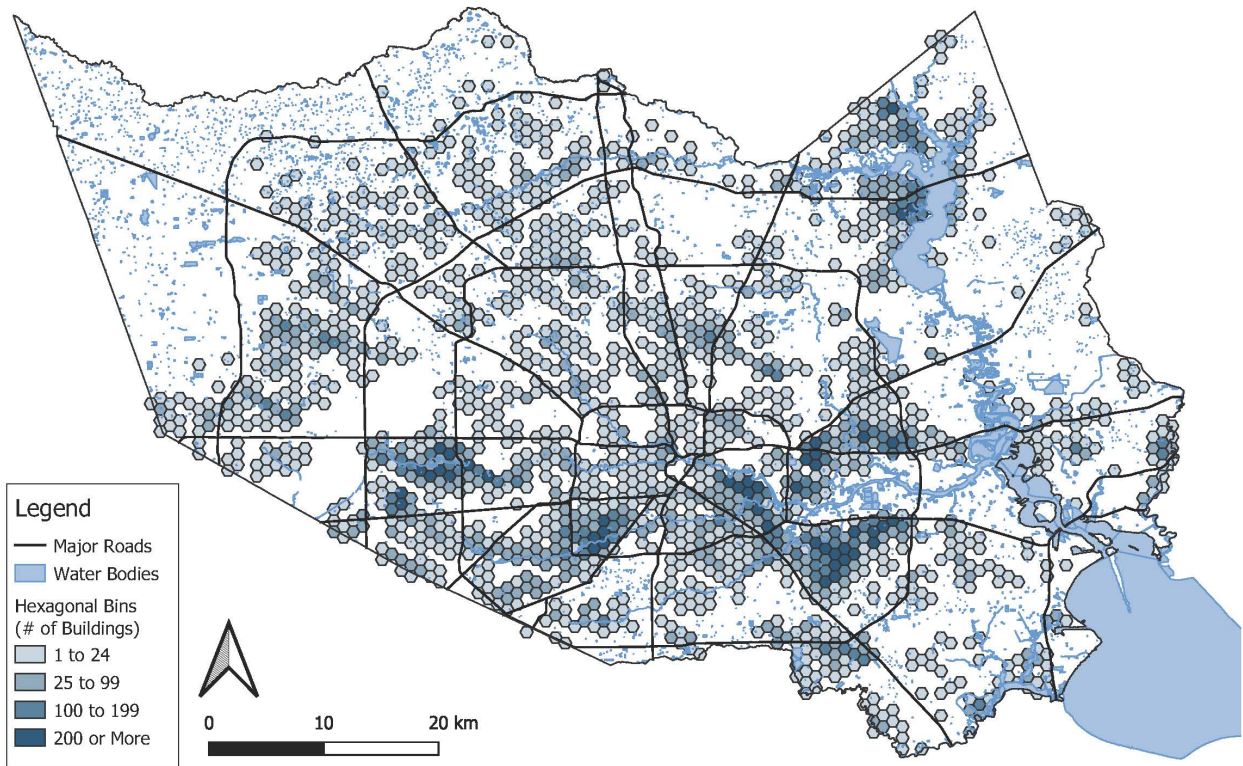 Legend
Major Roads
Water Bodies
Hexagonal Bins
(# of Buildings)
1 to 24
25 to 99
100 to 199
200 or More
0 10 20 km